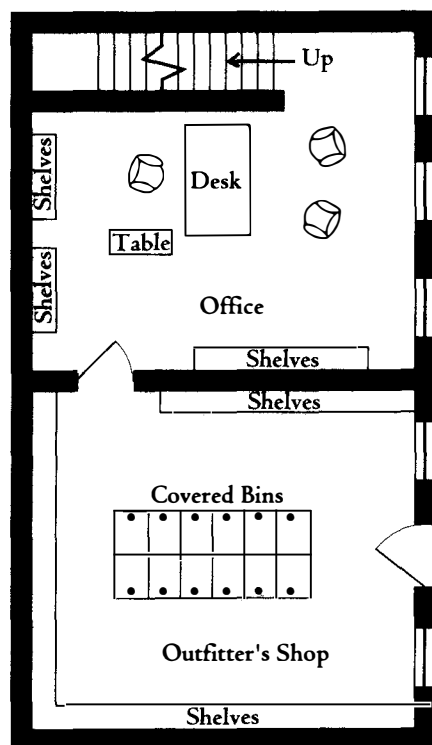 Up
Shelves
Desk
Table
Shelves
Office
Shelves
Shelves
Covered Bins
Outfitter's Shop
Shelves